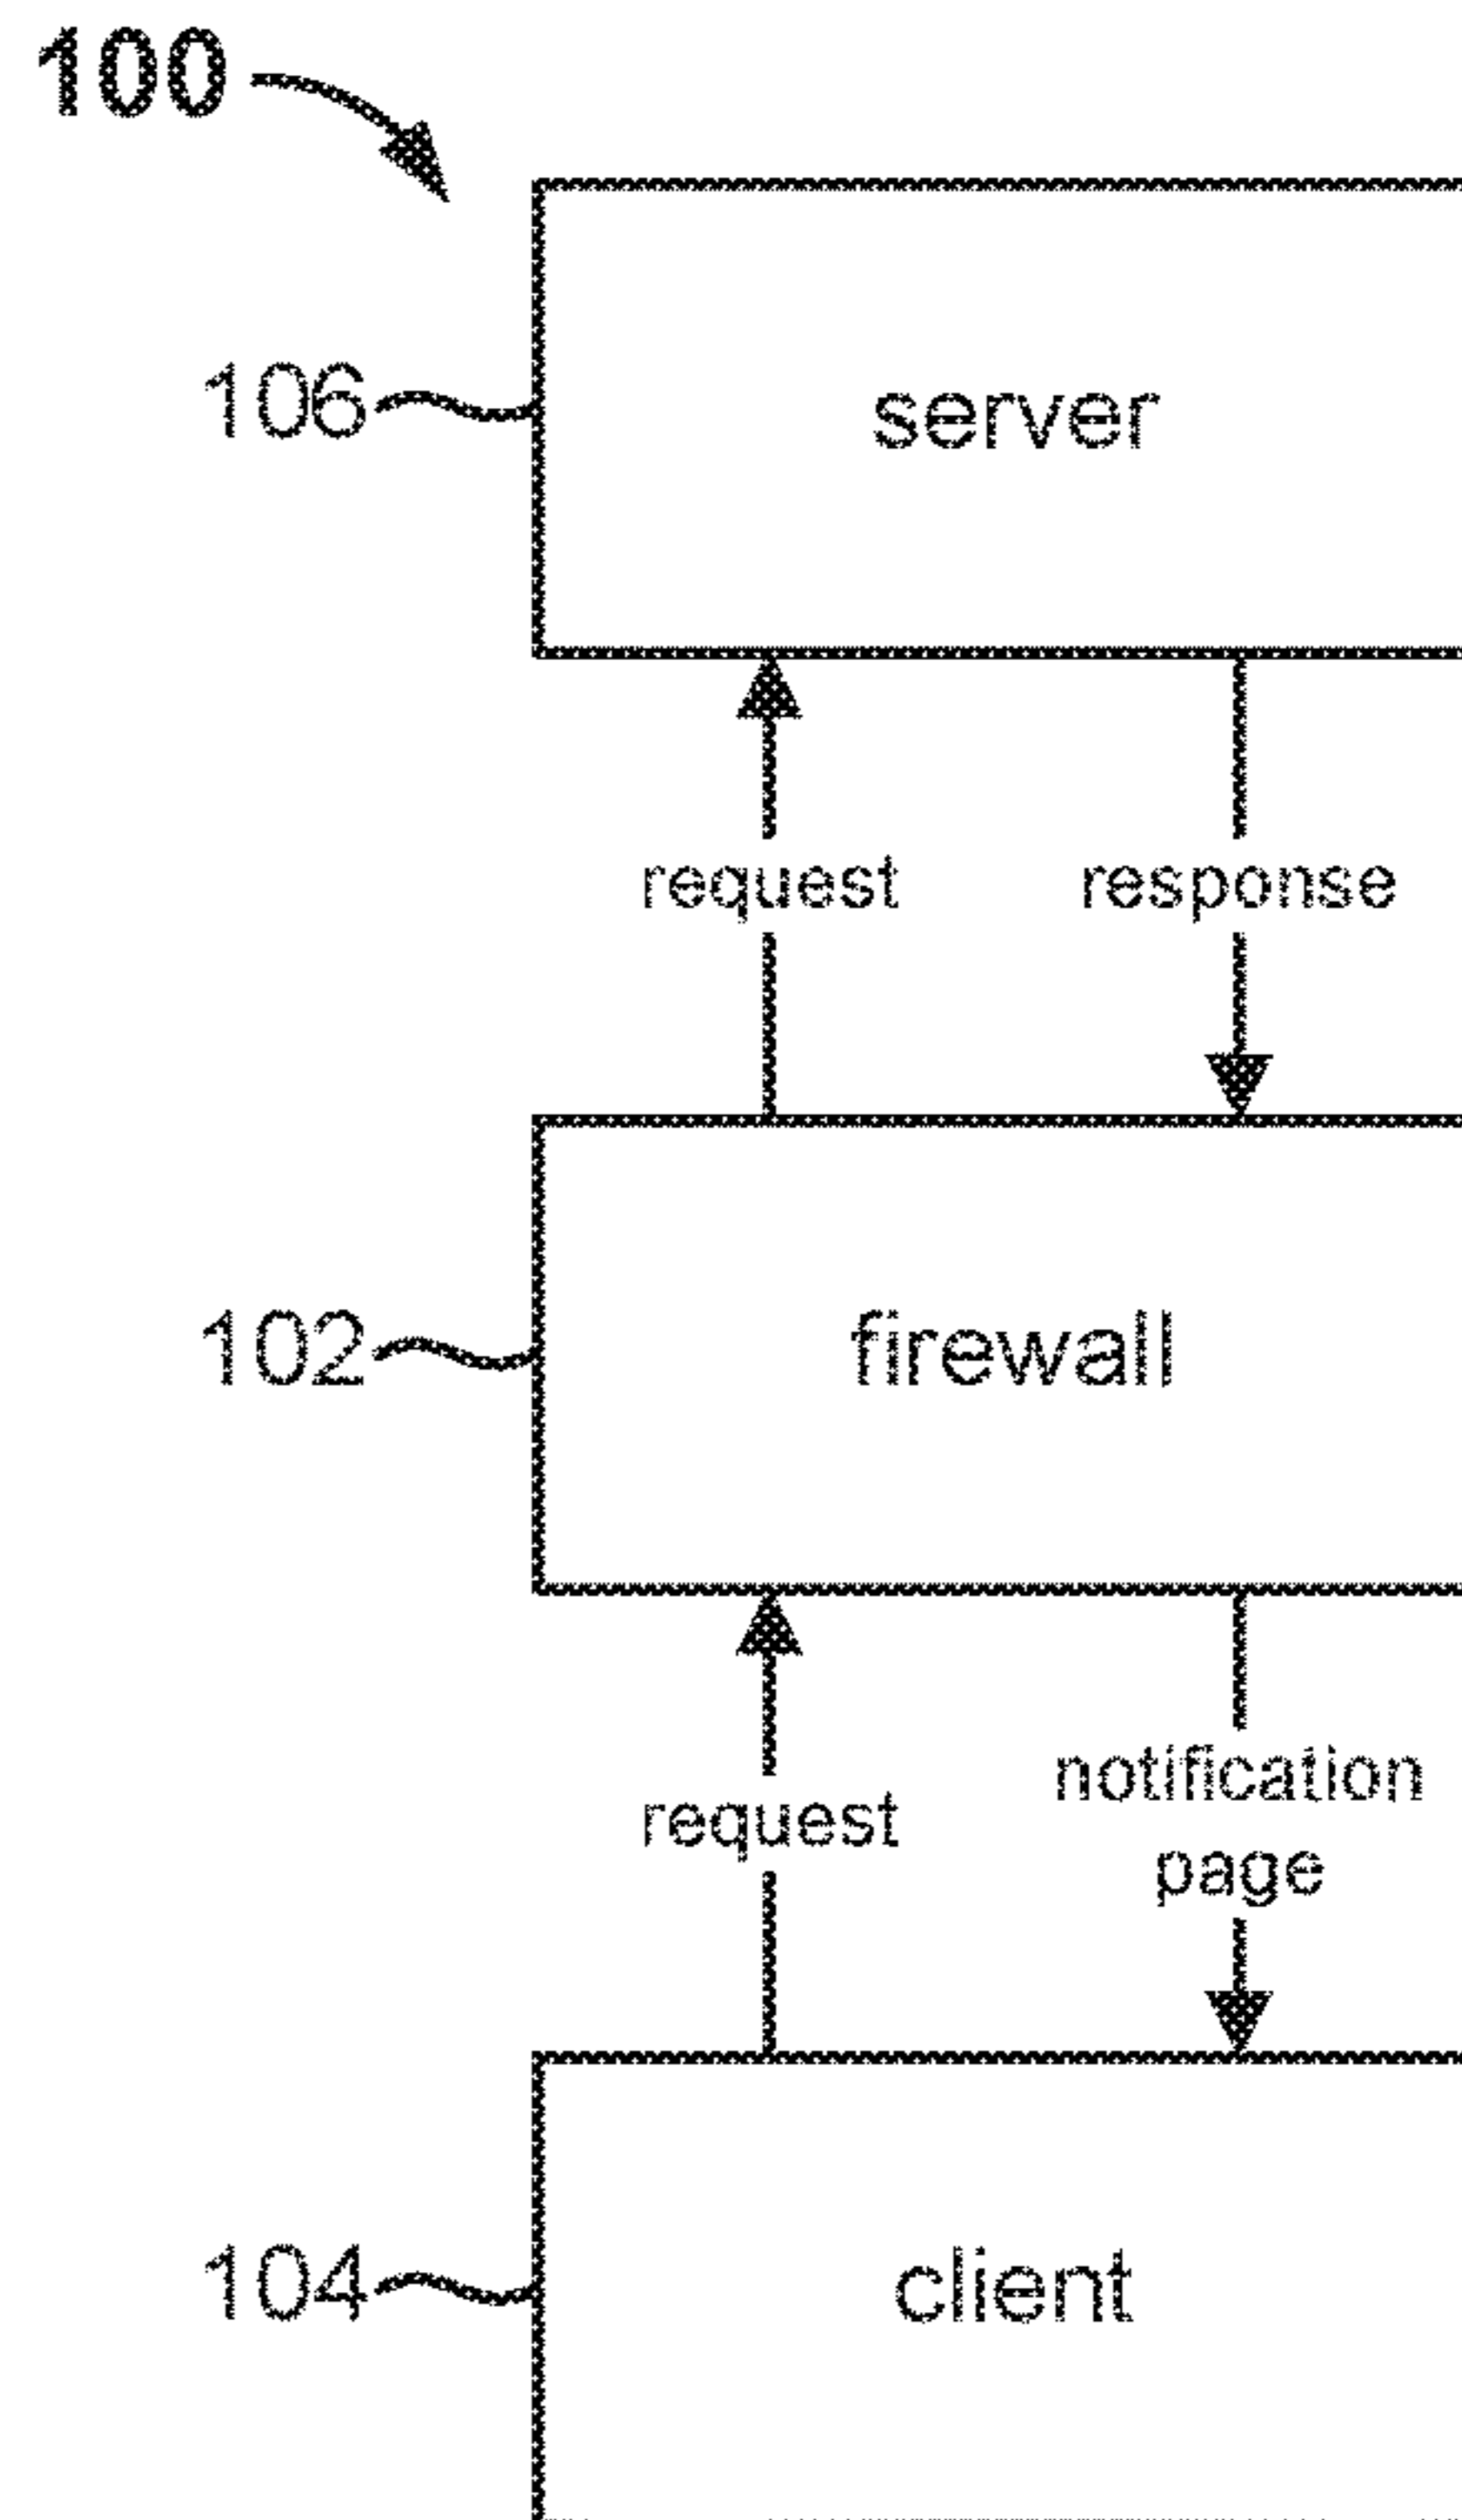 100
106
server
request
response
102
firewall
request
notification
page
104
client